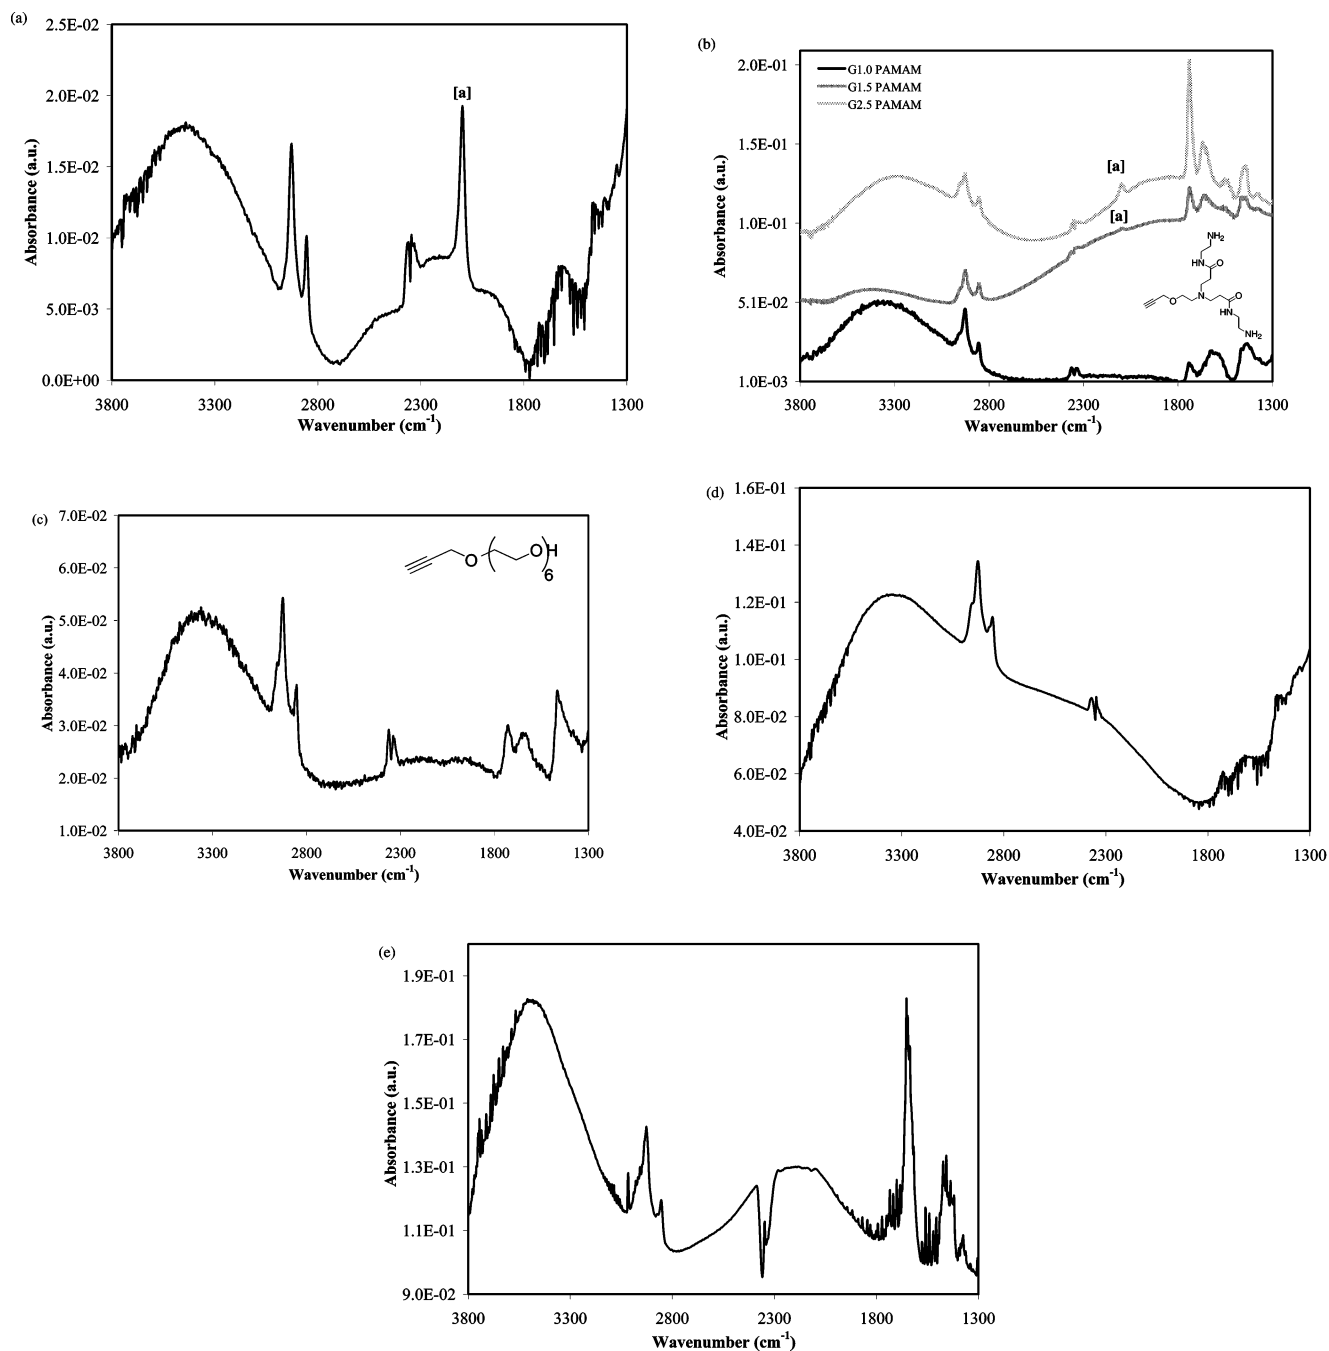 (a)
2.5E-02
2.0E-02
1.5E-02
1.0E-02
5.0E-03
0.0E+00
Absorbance (a.u.)
[a]
3800 3300 2800 2300 1800 1300
Wavenumber (cm-1)
(b)
2.0E-01
1.5E-01
1.0E-01
5.1E-02
1.0E-03
Absorbance (a.u.)
G1.0 PAMAM
G1.5 PAMAM
G2.5 PAMAM
[a]
[a]
NH2
HN
O
O
N
O
HN
NH2
3800 3300 2800 2300 1800 1300
Wavenumber (cm-1)
(c)
7.0E-02
6.0E-02
5.0E-02
4.0E-02
3.0E-02
2.0E-02
1.0E-02
Absorbance (a.u.)
O
OH
6
3800 3300 2800 2300 1800 1300
Wavenumber (cm-1)
(d)
1.6E-01
1.4E-01
1.2E-01
1.0E-01
8.0E-02
6.0E-02
4.0E-02
Absorbance (a.u.)
3800 3300 2800 2300 1800 1300
Wavenumber (cm-1)
(e)
1.9E-01
1.7E-01
1.5E-01
1.3E-01
1.1E-01
9.0E-02
Absorbance (a.u.)
3800 3300 2800 2300 1800 1300
Wavenumber (cm-1)